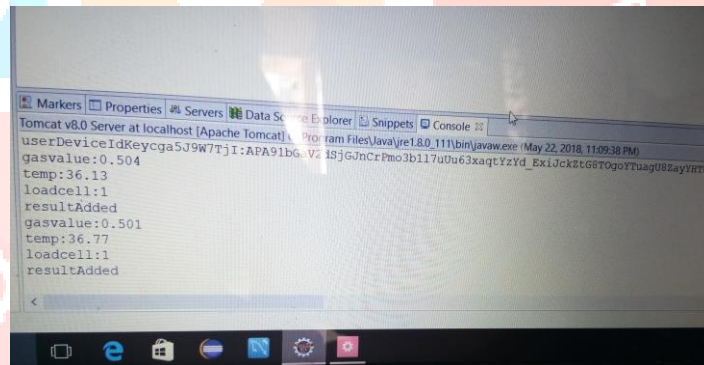 Markers Properties Servers Data Source Explorer Snippets Console
Tomcat v8.0 Server at localhost [Apache Tomcat] Program Files\Java\jre1.8.0_111\bin\javaw.exe (May 22, 2018, 11:09:38 PM)
gasvalue:0.504
temp:36.13
loadcell:1
resultAdded
gasvalue:0.501
temp:36.77
loadcell:1
resultAdded